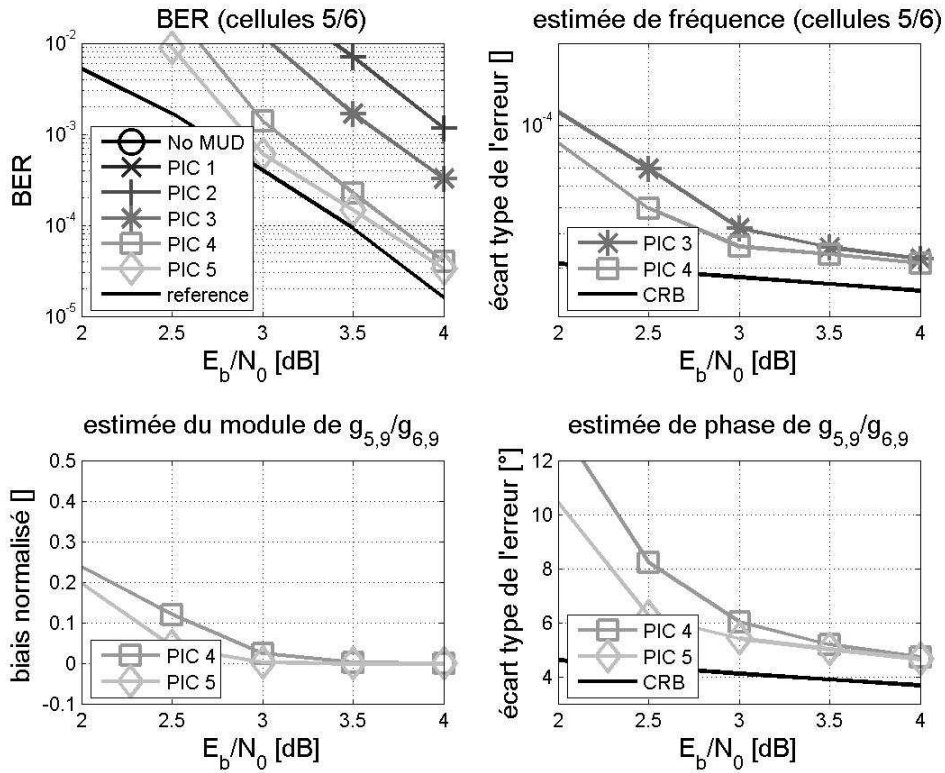 BER (cellules 5/6)
10^-2
10^-3
10^-4
10^-5
BER
No MUD
PIC 1
PIC 2
PIC 3
PIC 4
PIC 5
reference
2 2.5 3 3.5 4
E_b/N_0 [dB]
estimée de fréquence (cellules 5/6)
10^-4
écart type de l'erreur []
PIC 3
PIC 4
CRB
2 2.5 3 3.5 4
E_b/N_0 [dB]
estimée du module de g_5,9/g_6,9
0.5
0.4
0.3
0.2
0.1
0
-0.1
biais normalisé []
PIC 4
PIC 5
2 2.5 3 3.5 4
E_b/N_0 [dB]
estimée de phase de g_5,9/g_6,9
12
10
8
6
4
écart type de l'erreur [°]
PIC 4
PIC 5
CRB
2 2.5 3 3.5 4
E_b/N_0 [dB]